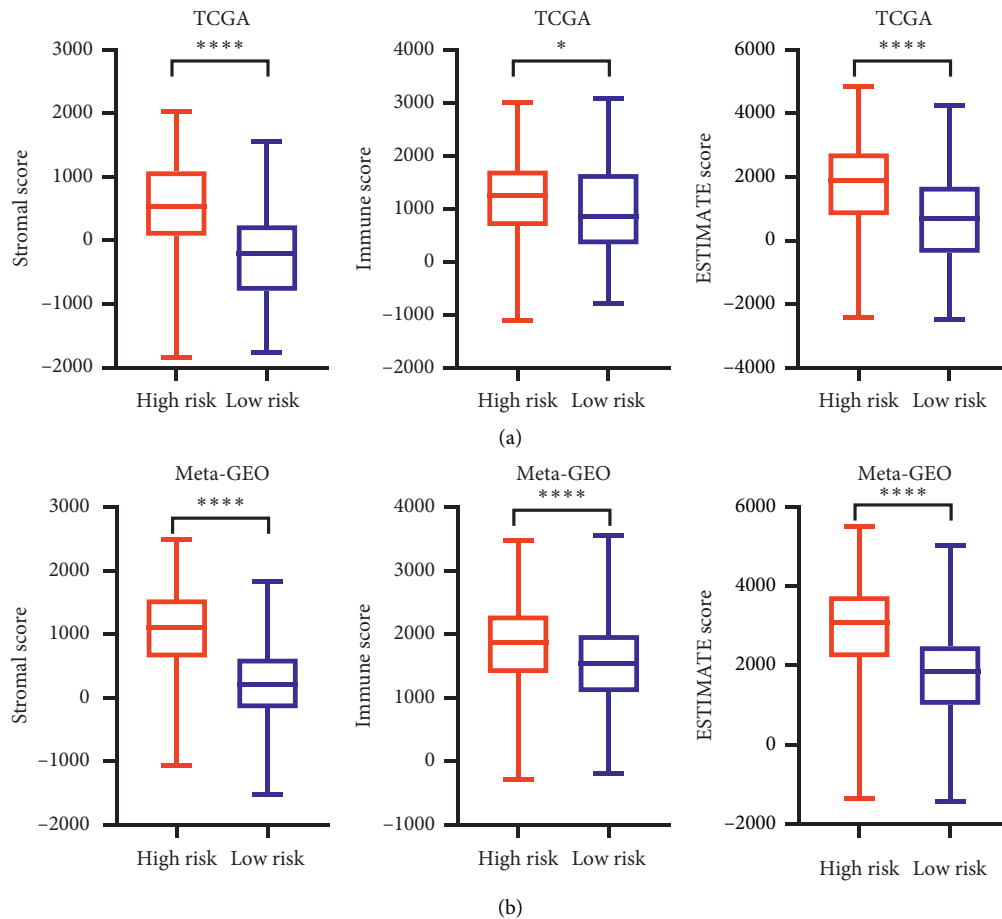 TCGA
****
3000
2000
1000
0
−1000
−2000
Stromal score
High risk Low risk
TCGA
*
4000
3000
2000
1000
0
−1000
−2000
Immune score
High risk Low risk
TCGA
****
6000
4000
2000
0
−2000
−4000
ESTIMATE score
High risk Low risk
(a)
Meta-GEO
****
3000
2000
1000
0
−1000
−2000
Stromal score
High risk Low risk
Meta-GEO
****
4000
3000
2000
1000
0
−1000
Immune score
High risk Low risk
Meta-GEO
****
6000
4000
2000
0
−2000
ESTIMATE score
High risk Low risk
(b)